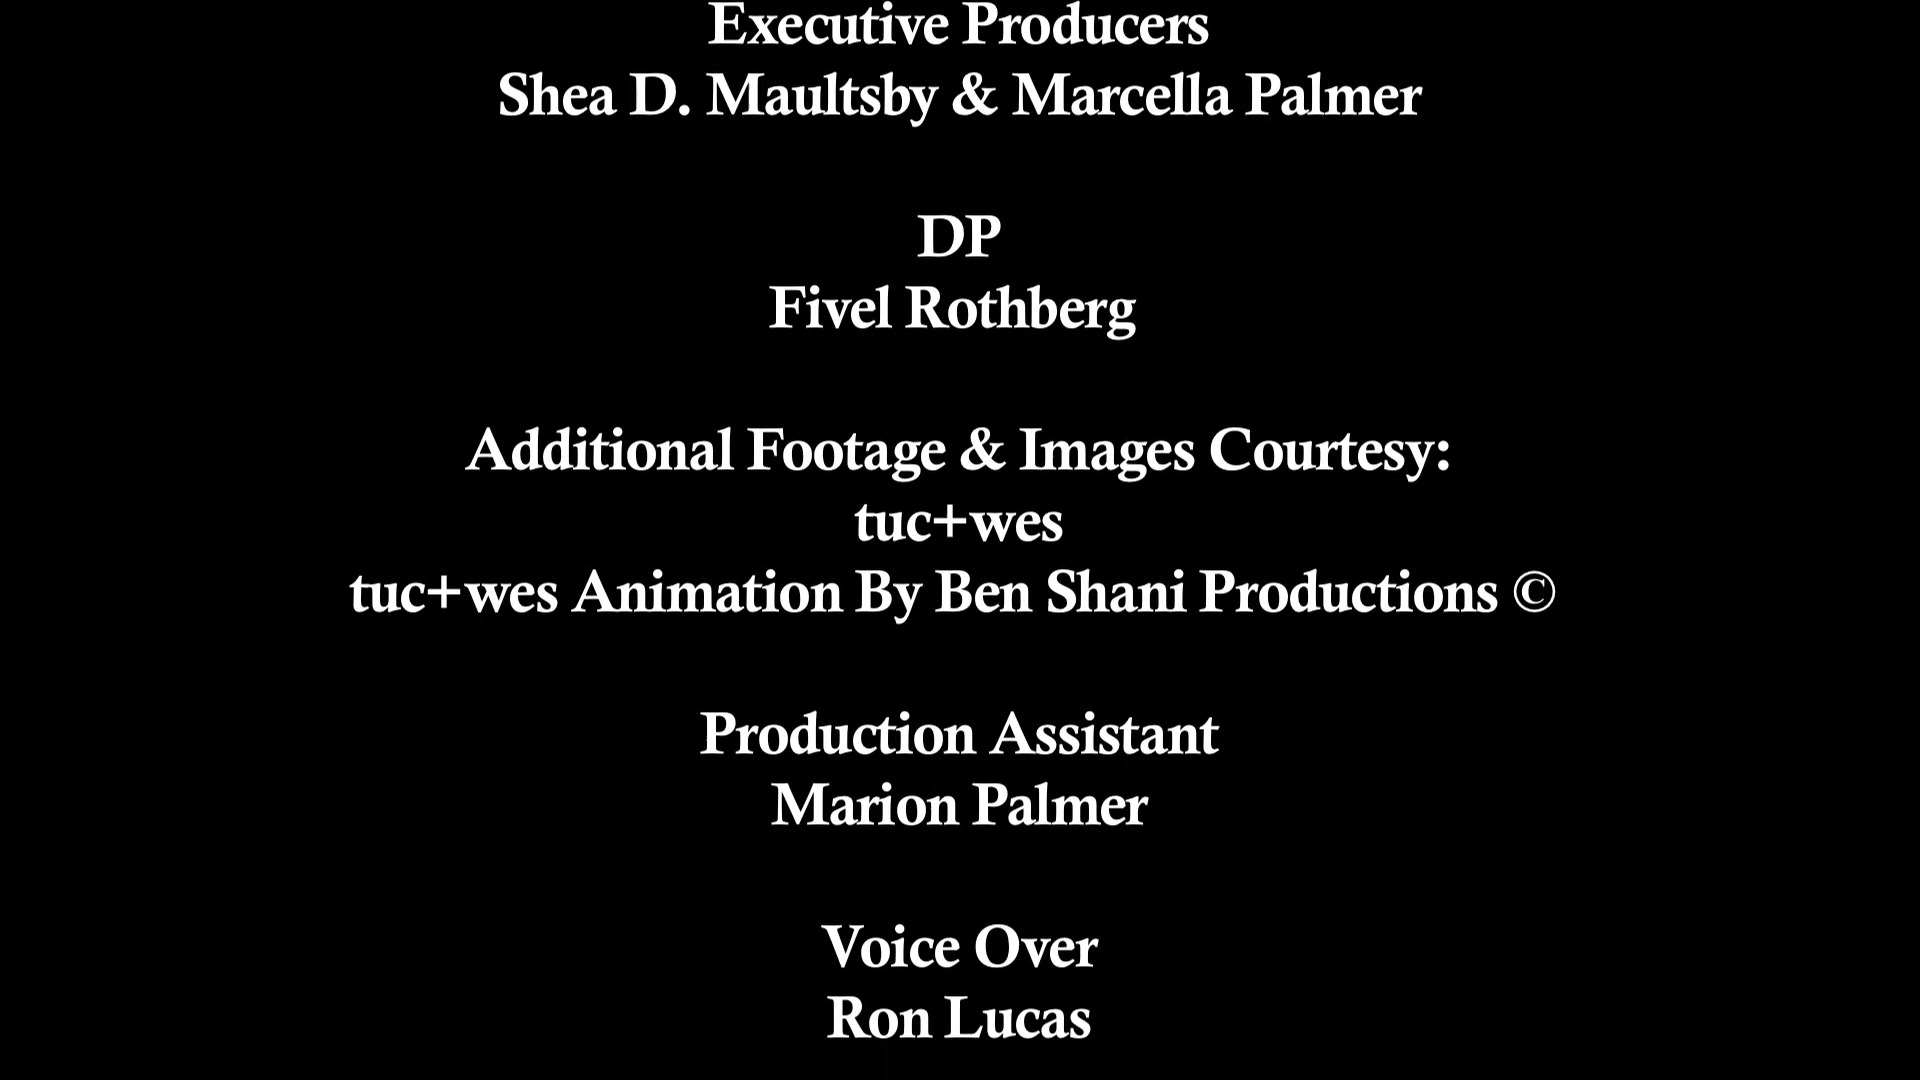 Executive Producers
Shea D. Maultsby & Marcella Palmer
DP
Fivel Rothberg
Additional Footage & Images Courtesy:
tuc+wes
tuc+wes Animation By Ben Shani Productions ©
Production Assistant
Marion Palmer
Voice Over
Ron Lucas